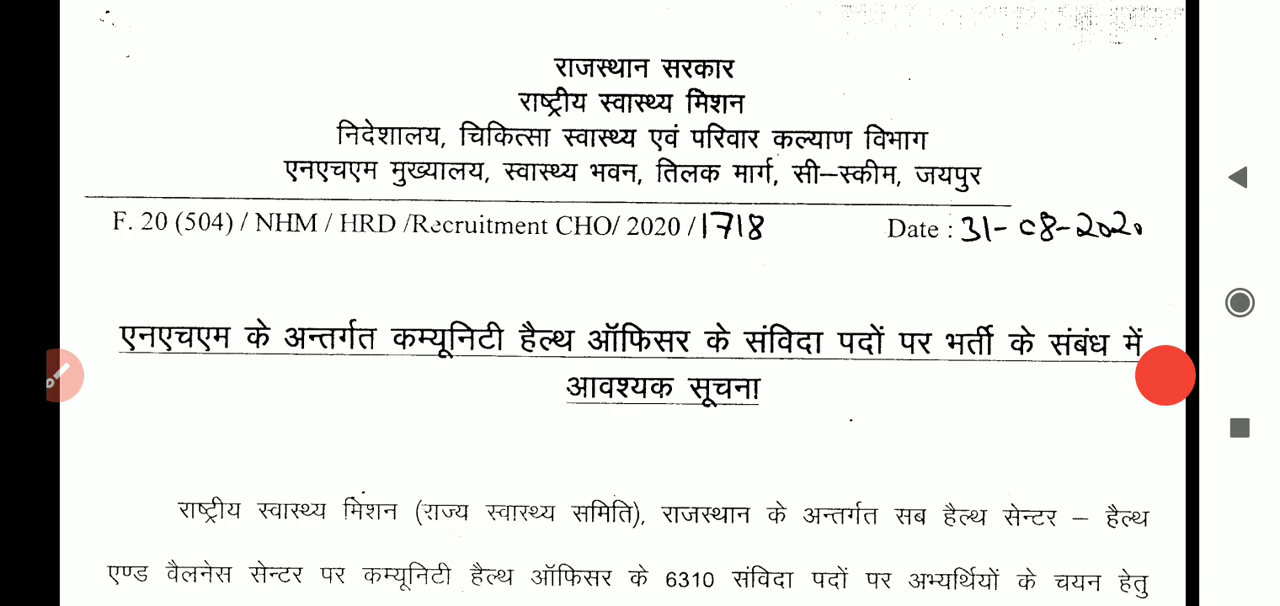 राजस्थान सरकार
राष्ट्रीय स्वास्थ्य मिशन
निदेशालय, चिकित्सा स्वास्थ्य एवं परिवार कल्याण विभाग
एनएचएम मुख्यालय, स्वास्थ्य भवन, तिलक मार्ग, सी–स्कीम, जयपुर
F. 20 (504) / NHM / HRD /Recruitment CHO/ 2020 /1718 Date : 31-08-2020
एनएचएम के अन्तर्गत कम्यूनिटी हैल्थ ऑफिसर के संविदा पदों पर भर्ती के संबंध में
आवश्यक सूचना
राष्ट्रीय स्वास्थ्य मिशन (राज्य स्वास्थ्य समिति), राजस्थान के अन्तर्गत सब हैल्थ सेन्टर – हैल्थ
एण्ड वैलनेस सेन्टर पर कम्यूनिटी हैल्थ ऑफिसर के 6310 संविदा पदों पर अभ्यर्थियों के चयन हेतु